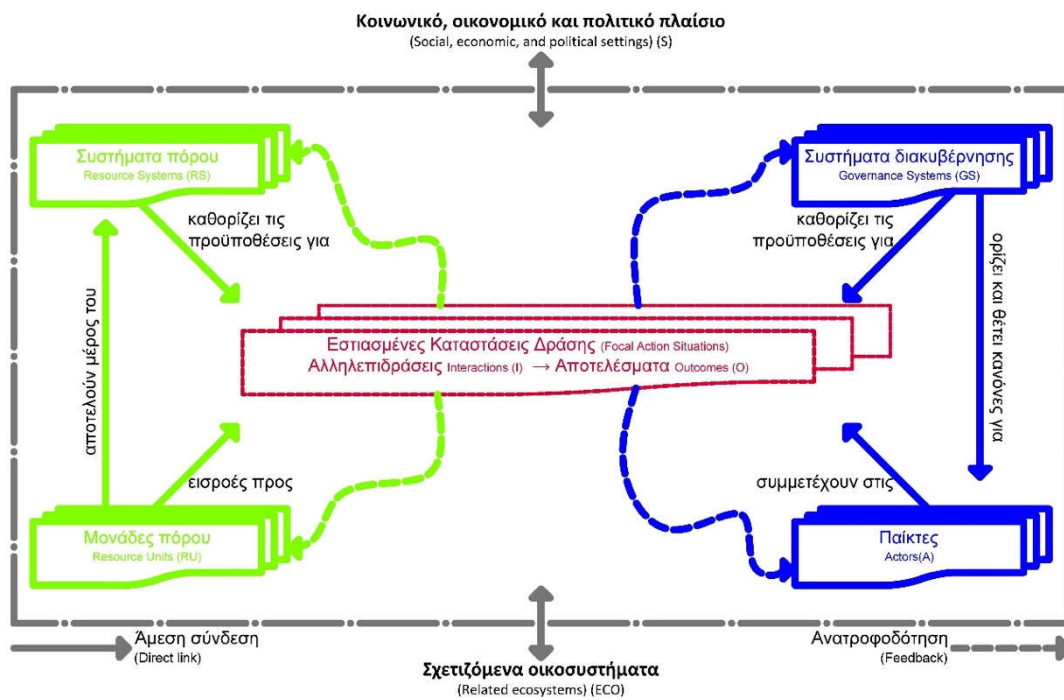 Κοινωνικό, οικονομικό και πολιτικό πλαίσιο
(Social, economic, and political settings) (S)
Συστήματα πόρου
Resource Systems (RS)
Συστήματα διακυβέρνησης
Governance Systems (GS)
καθορίζει τις
προϋποθέσεις για
καθορίζει τις
προϋποθέσεις για
αποτελούν μέρος του
ορίζει και θέτει κανόνες για
Εστιασμένες Καταστάσεις Δράσης (Focal Action Situations)
Αλληλεπιδράσεις Interactions (I) → Αποτελέσματα Outcomes (O)
εισροές προς
συμμετέχουν στις
Μονάδες πόρου
Resource Units (RU)
Παίκτες
Actors(A)
Άμεση σύνδεση
(Direct link)
Ανατροφοδότηση
(Feedback)
Σχετιζόμενα οικοσυστήματα
(Related ecosystems) (ECO)